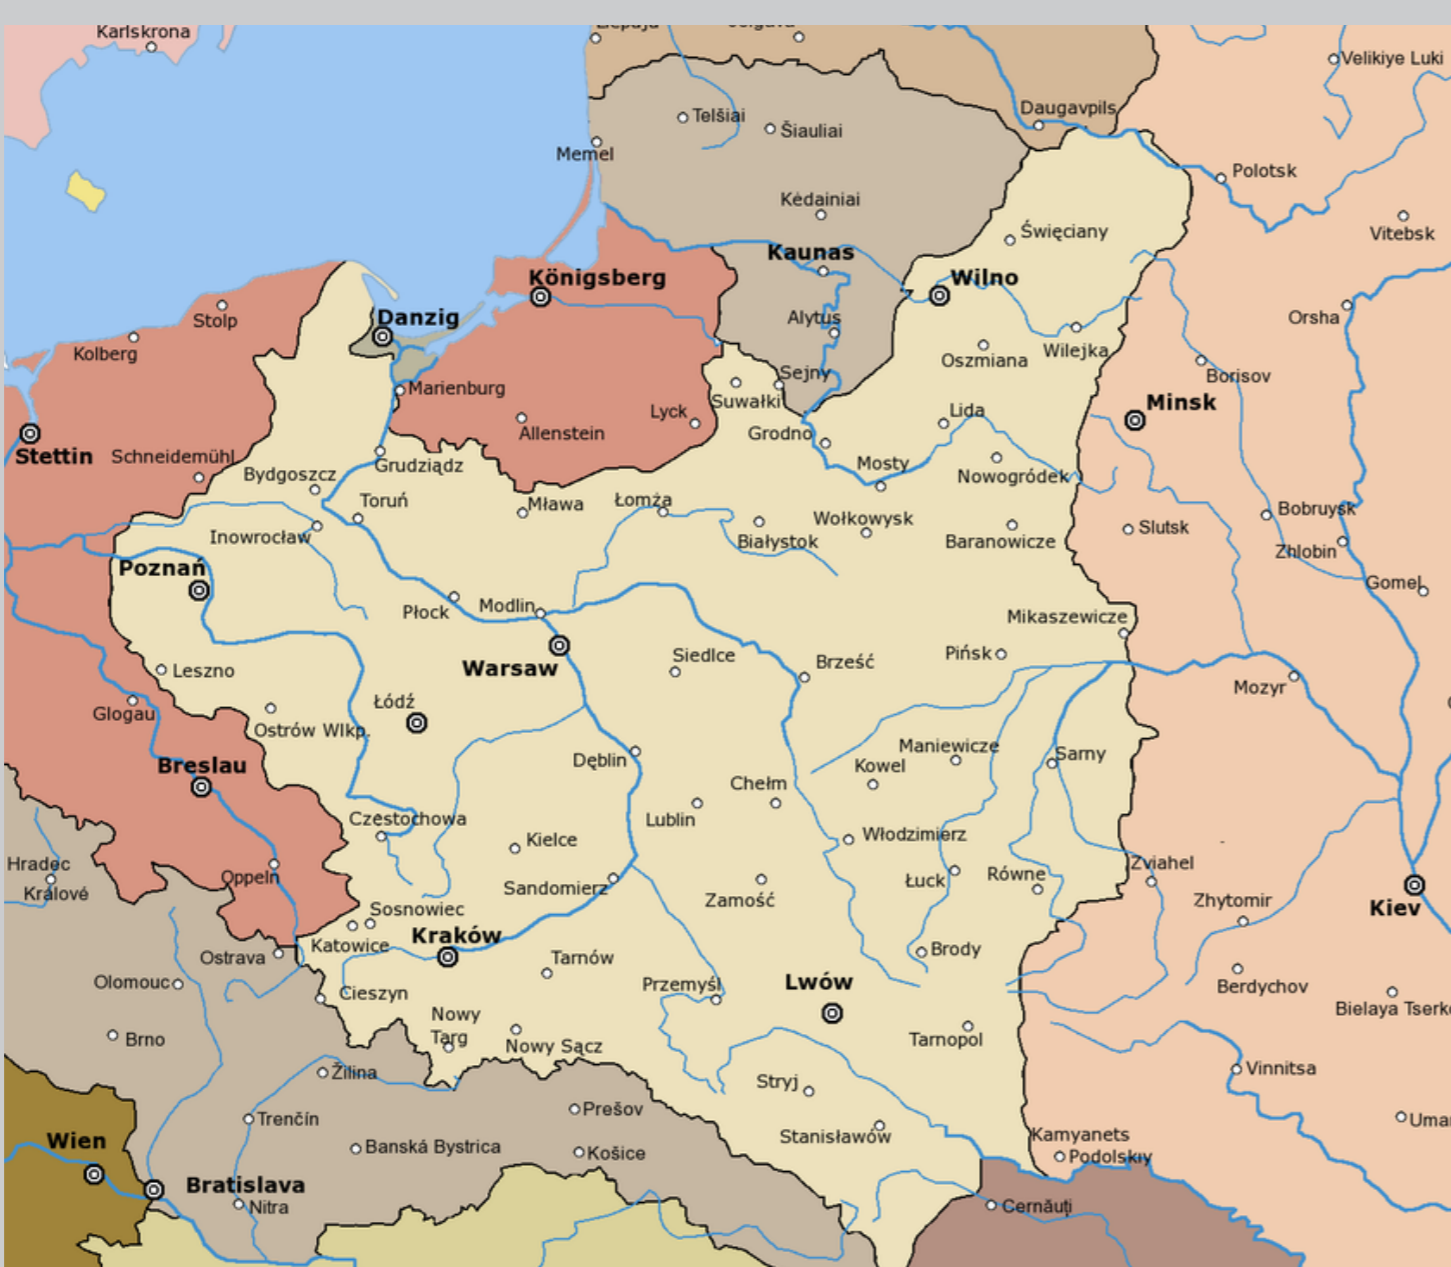 Karlskrona
Liepāja
Jelgava
Velikiye Luki
Telšiai
Šiauliai
Daugavpils
Memel
Polotsk
Kėdainiai
Święciany
Vitebsk
Kaunas
Königsberg
Wilno
Stolp
Danzig
Alytus
Orsha
Kolberg
Oszmiana
Wilejka
Marienburg
Sejny
Borisov
Suwałki
Minsk
Lyck
Lida
Allenstein
Grodno
Stettin
Schneidemühl
Grudziądz
Mosty
Bydgoszcz
Nowogródek
Toruń
Mława
Łomża
Wołkowysk
Bobruysk
Inowrocław
Białystok
Baranowicze
Slutsk
Zhlobin
Poznań
Gomel
Płock
Modlin
Mikaszewicze
Warsaw
Siedlce
Brześć
Pińsk
Leszno
Mozyr
Glogau
Łódź
Ostrów Wlkp.
Maniewicze
Sarny
Breslau
Dęblin
Kowel
Chełm
Częstochowa
Lublin
Kielce
Włodzimierz
Hradec
Králové
Oppeln
Sandomierz
Łuck
Równe
Zviahel
Zamość
Zhytomir
Sosnowiec
Kiev
Katowice
Kraków
Ostrava
Tarnów
Brody
Olomouc
Cieszyn
Przemyśl
Lwów
Berdychov
Nowy
Targ
Bielaya Tserko
Brno
Nowy Sącz
Tarnopol
Žilina
Stryj
Vinnitsa
Trenčín
Prešov
Uman
Wien
Banská Bystrica
Košice
Stanisławów
Kamyanets
Podolskiy
Bratislava
Nitra
Cernăuți